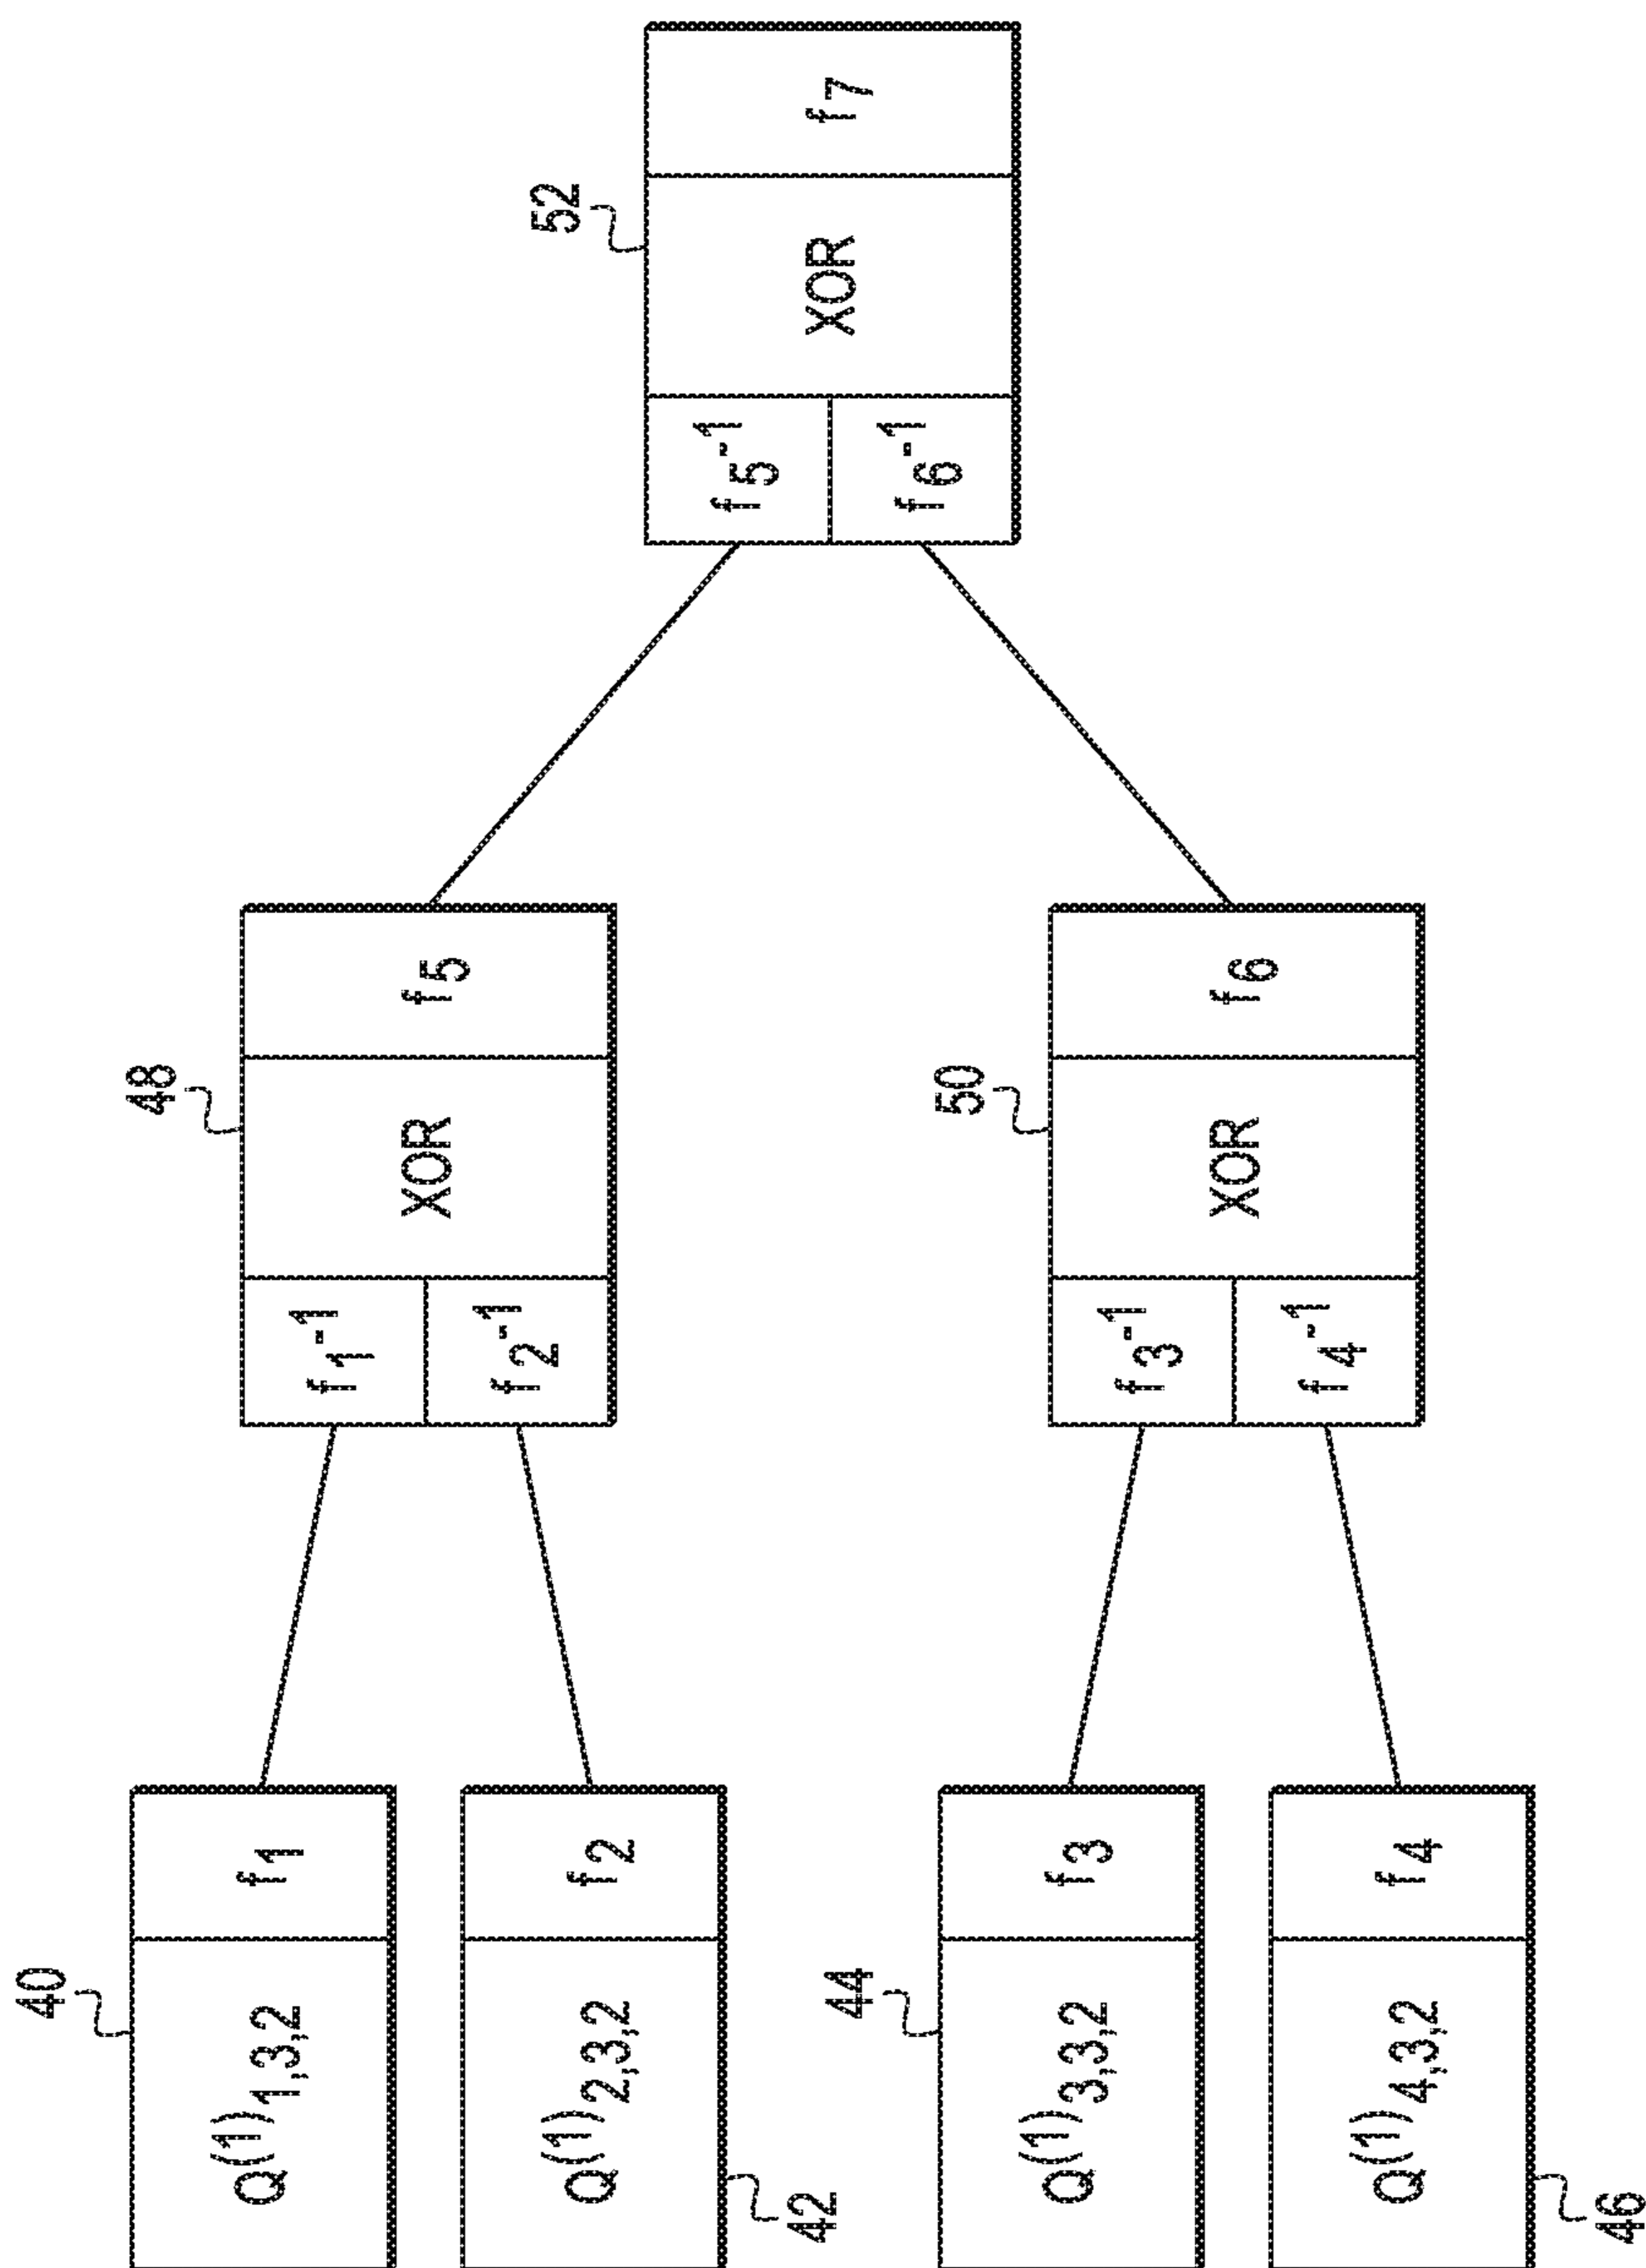 40
Q(1)1,3,2
f1
Q(1)2,3,2
f2
42
44
Q(1)3,3,2
f3
Q(1)4,3,2
f4
46
48
f1-1
f2-1
XOR
f5
50
f3-1
f4-1
XOR
f6
52
f5-1
f6-1
XOR
f7